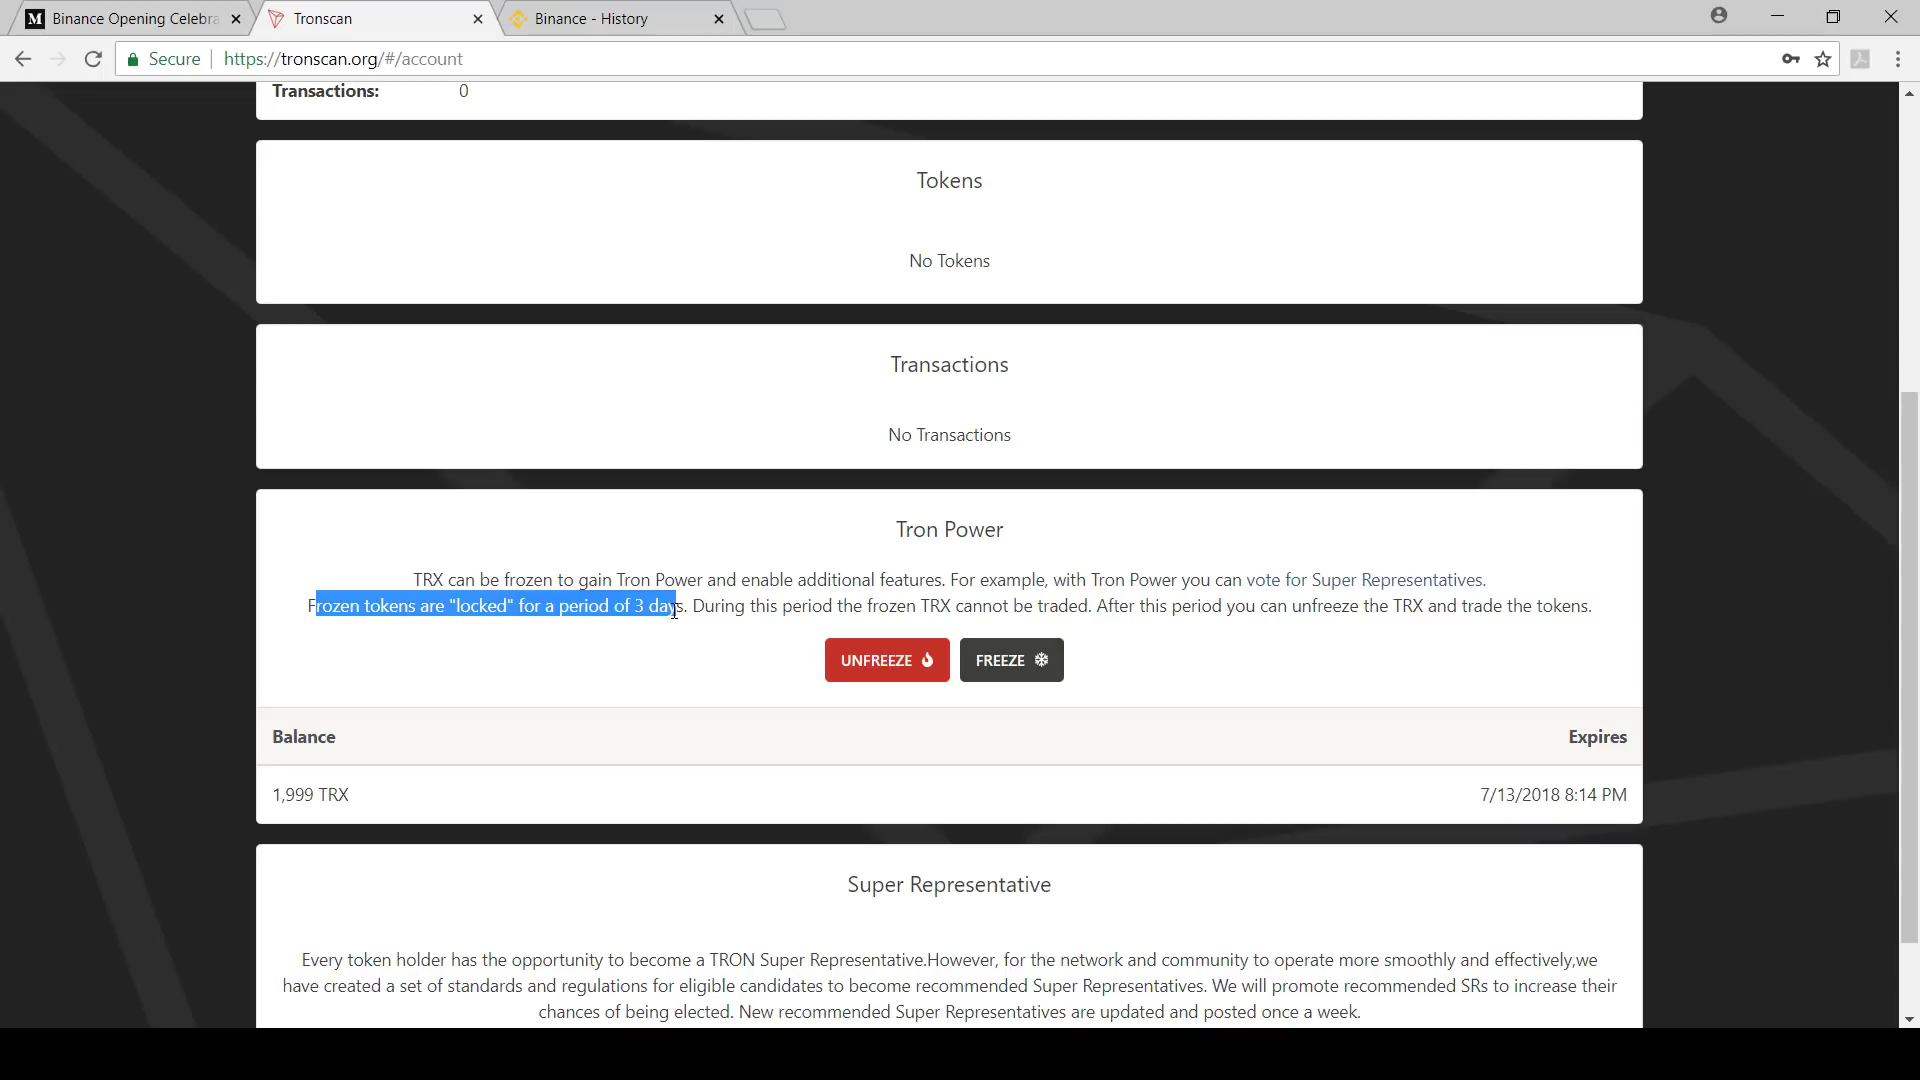 M Binance Opening Celebra
Tronscan
Binance - History
Secure
https://tronscan.org/#/account
Transactions: 0
Tokens
No Tokens
Transactions
No Transactions
Tron Power
TRX can be frozen to gain Tron Power and enable additional features. For example, with Tron Power you can vote for Super Representatives.
Frozen tokens are "locked" for a period of 3 days. During this period the frozen TRX cannot be traded. After this period you can unfreeze the TRX and trade the tokens.
UNFREEZE FREEZE
Balance Expires
1,999 TRX 7/13/2018 8:14 PM
Super Representative
Every token holder has the opportunity to become a TRON Super Representative.However, for the network and community to operate more smoothly and effectively,we
have created a set of standards and regulations for eligible candidates to become recommended Super Representatives. We will promote recommended SRs to increase their
chances of being elected. New recommended Super Representatives are updated and posted once a week.